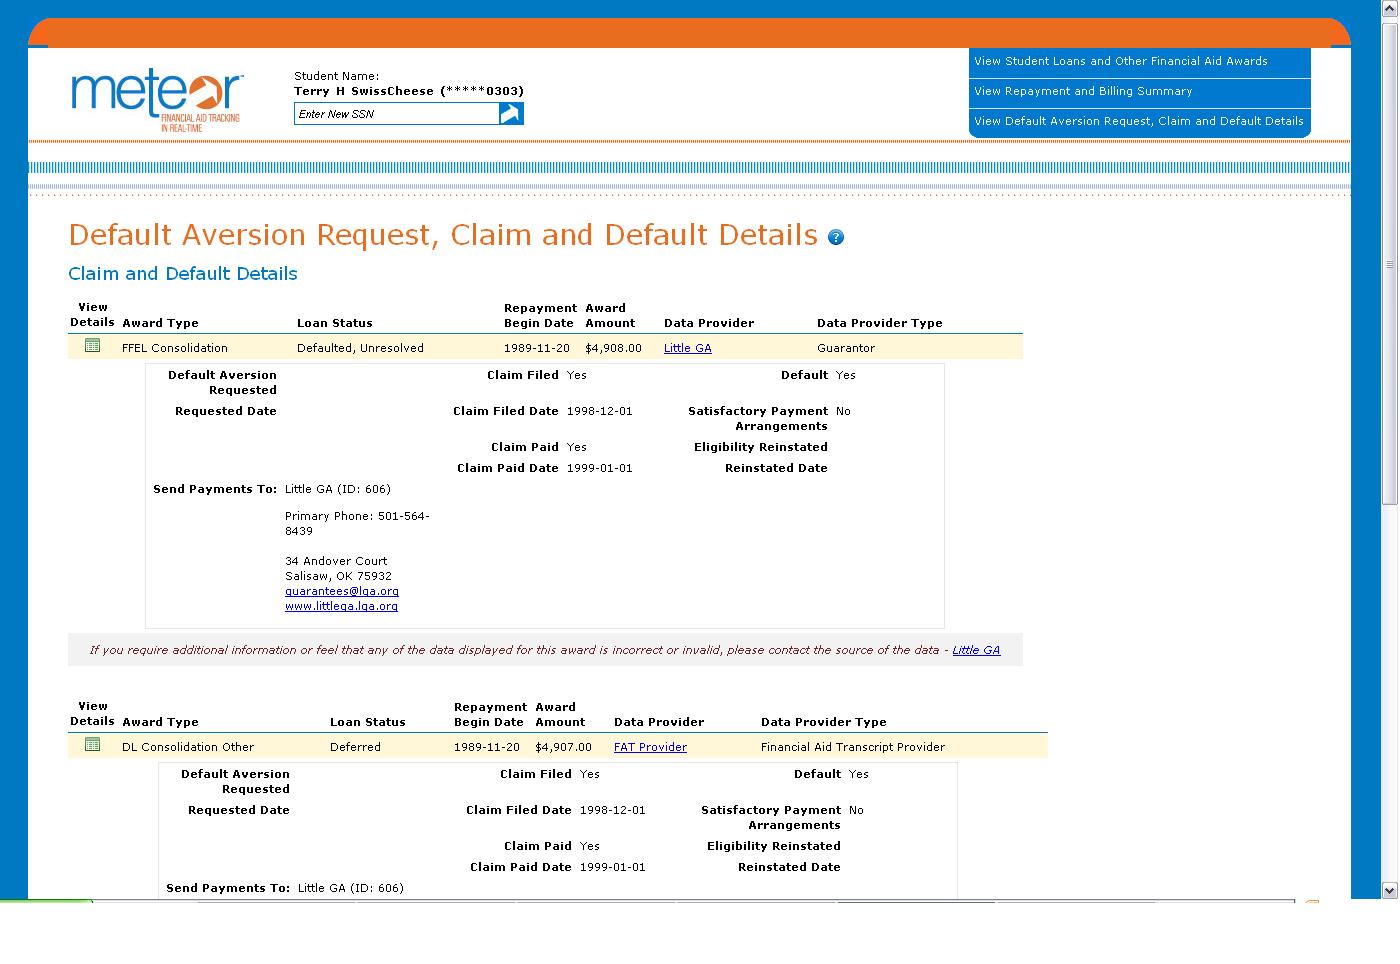 meteor™
FINANCIAL AID TRACKING
IN REAL-TIME
Student Name:
Terry H SwissCheese (*****0303)
Enter New SSN
View Student Loans and Other Financial Aid Awards
View Repayment and Billing Summary
View Default Aversion Request, Claim and Default Details
Default Aversion Request, Claim and Default Details ?
Claim and Default Details
View Repayment Award
Details Award Type Loan Status Begin Date Amount Data Provider Data Provider Type
FFEL Consolidation Defaulted, Unresolved 1989-11-20 $4,908.00 Little GA Guarantor
Default Aversion Claim Filed Yes Default Yes
Requested
Requested Date Claim Filed Date 1998-12-01 Satisfactory Payment No
Arrangements
Claim Paid Yes Eligibility Reinstated
Claim Paid Date 1999-01-01 Reinstated Date
Send Payments To: Little GA (ID: 606)
Primary Phone: 501-564-
8439
34 Andover Court
Salisaw, OK 75932
guarantees@lga.org
www.littlega.lga.org
If you require additional information or feel that any of the data displayed for this award is incorrect or invalid, please contact the source of the data - Little GA
View Repayment Award
Details Award Type Loan Status Begin Date Amount Data Provider Data Provider Type
DL Consolidation Other Deferred 1989-11-20 $4,907.00 FAT Provider Financial Aid Transcript Provider
Default Aversion Claim Filed Yes Default Yes
Requested
Requested Date Claim Filed Date 1998-12-01 Satisfactory Payment No
Arrangements
Claim Paid Yes Eligibility Reinstated
Claim Paid Date 1999-01-01 Reinstated Date
Send Payments To: Little GA (ID: 606)